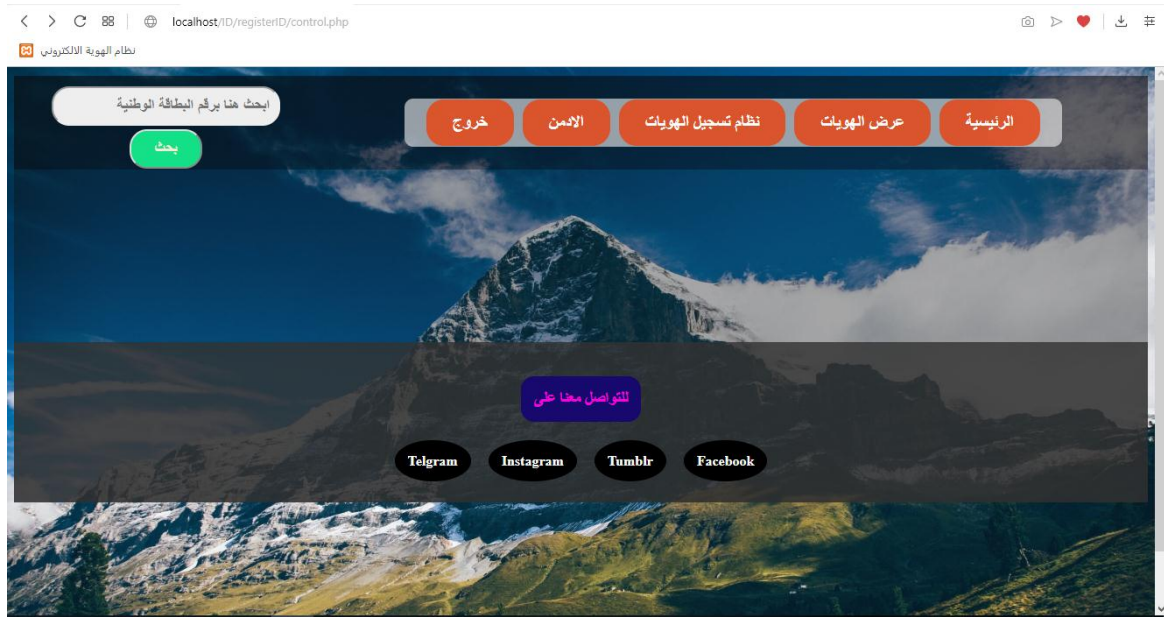 localhost/ID/registerID/control.php
نظام الهوية الالكتروني
الرئيسية عرض الهويات نظام تسجيل الهويات الادمن خروج
ابحث هنا برقم البطاقة الوطنية
بحث
للتواصل معنا على
Telgram Instagram Tumblr Facebook